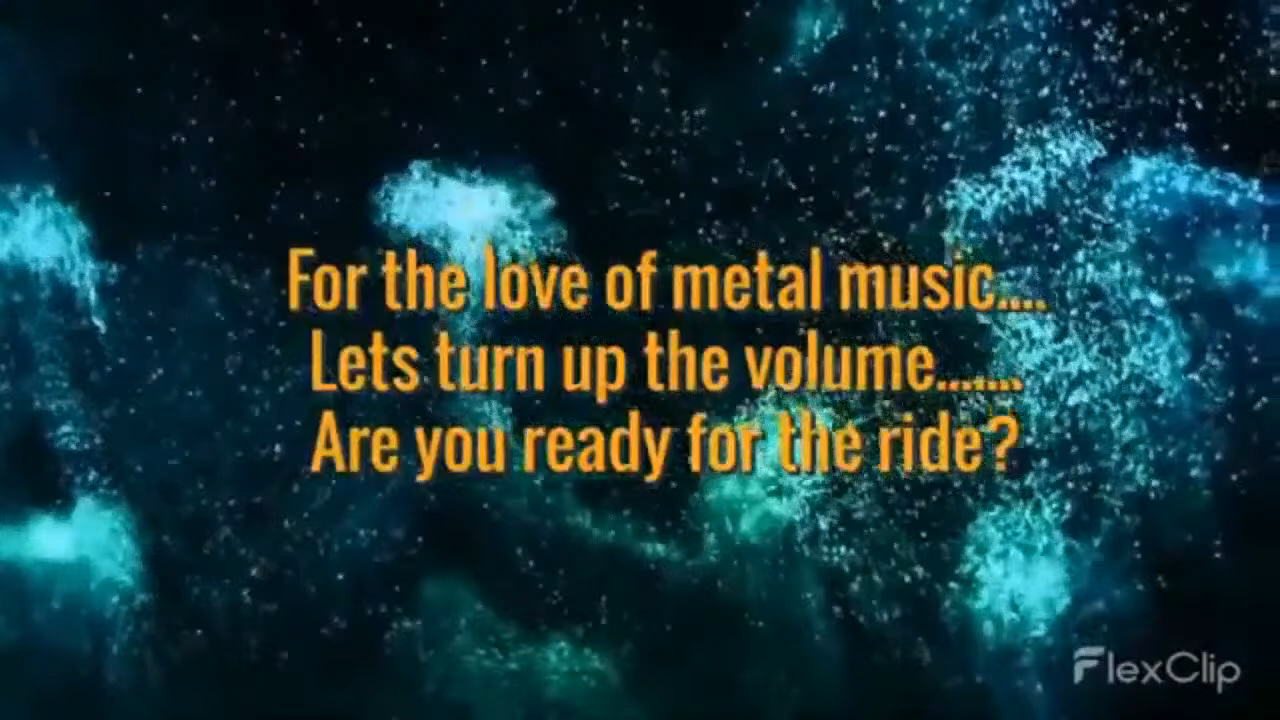 For the love of metal music....
Lets turn up the volume.......
Are you ready for the ride?
FlexClip